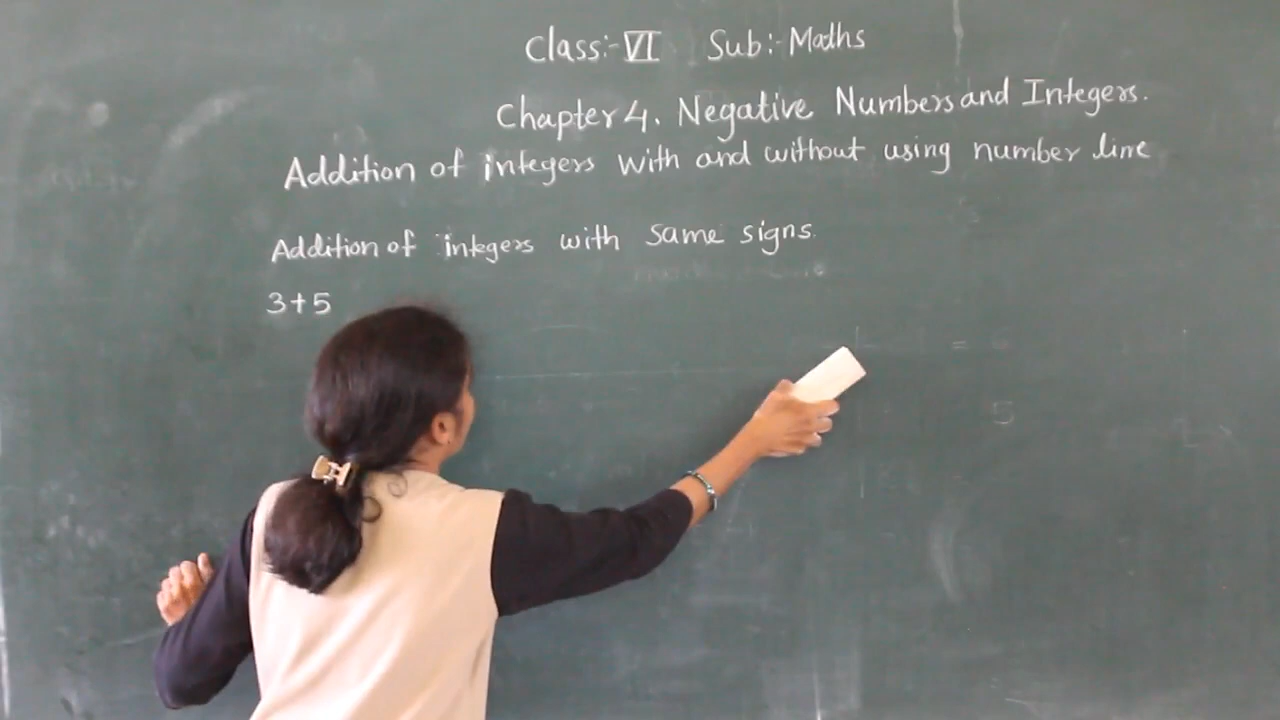 Class:- VI Sub:- Maths
Chapter 4. Negative Numbers and Integers.
Addition of integers with and without using number line
Addition of integers with same signs.
3+5